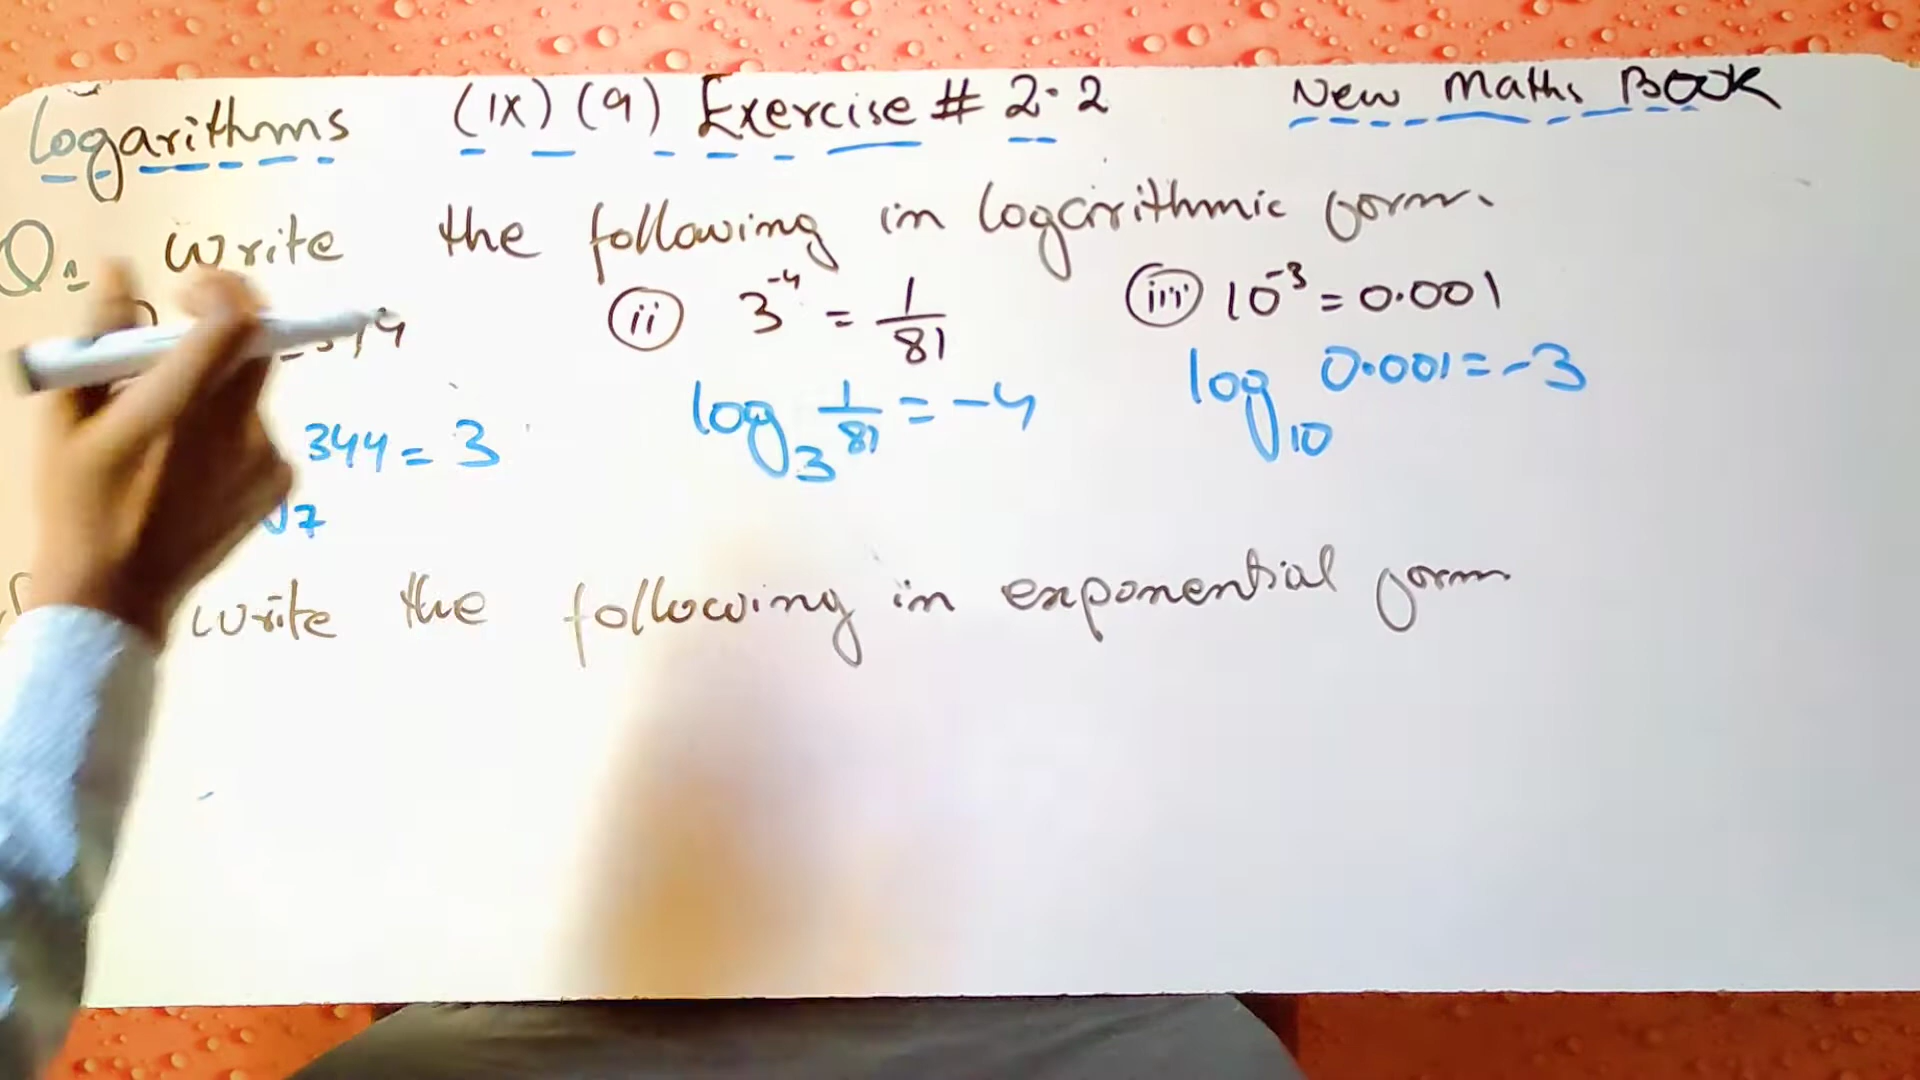 Logarithms (IX) (9) Exercise # 2.2 New Maths Book
Q: Write the following in logarithmic form.
(ii) 3⁻⁴ = 1/81 (iii) 10⁻³ = 0.001
344 = 3 log₃ 1/81 = -4 log₁₀ 0.001 = -3
7
write the following in exponential form